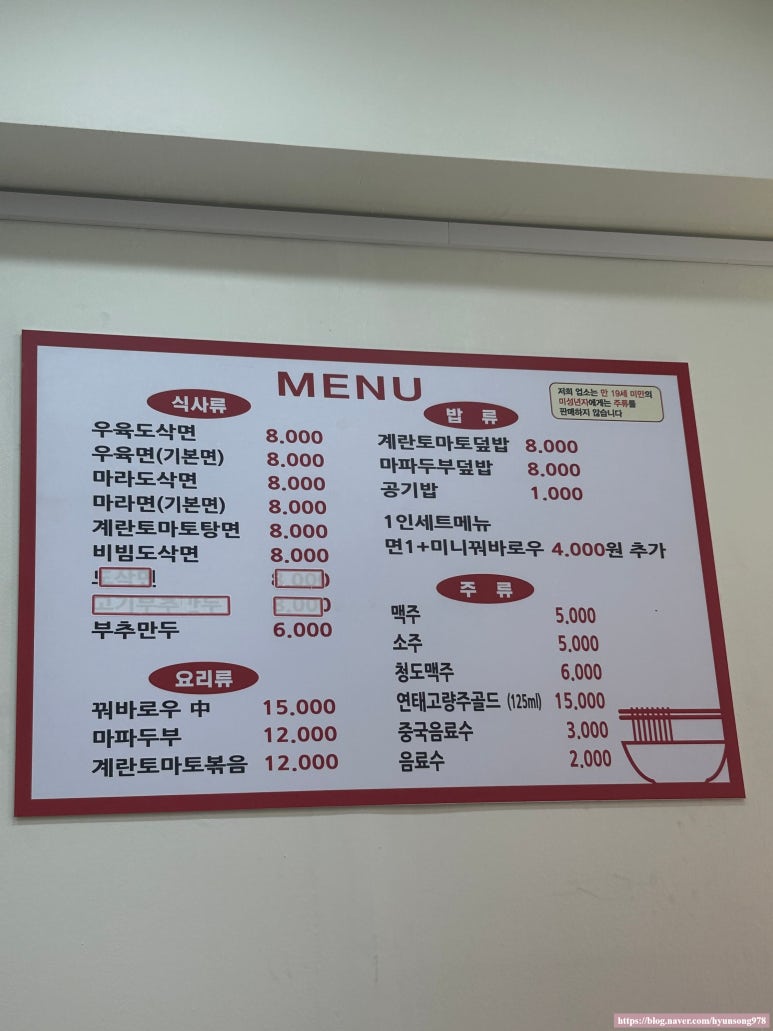 MENU
저희 업소는 만 19세 미만의
미성년자에게는 주류를
판매하지 않습니다
식사류
우육도삭면 8.000
우육면(기본면) 8.000
마라도삭면 8.000
마라면(기본면) 8.000
계란토마토탕면 8.000
비빔도삭면 8.000
부추만두 6.000
요리류
꿔바로우 中 15.000
마파두부 12.000
계란토마토볶음 12.000
밥 류
계란토마토덮밥 8.000
마파두부덮밥 8.000
공기밥 1.000
1인세트메뉴
면1+미니꿔바로우 4.000원 추가
주 류
맥주 5,000
소주 5,000
청도맥주 6,000
연태고량주골드 (125ml) 15,000
중국음료수 3,000
음료수 2,000
https://blog.naver.com/hyunsong978